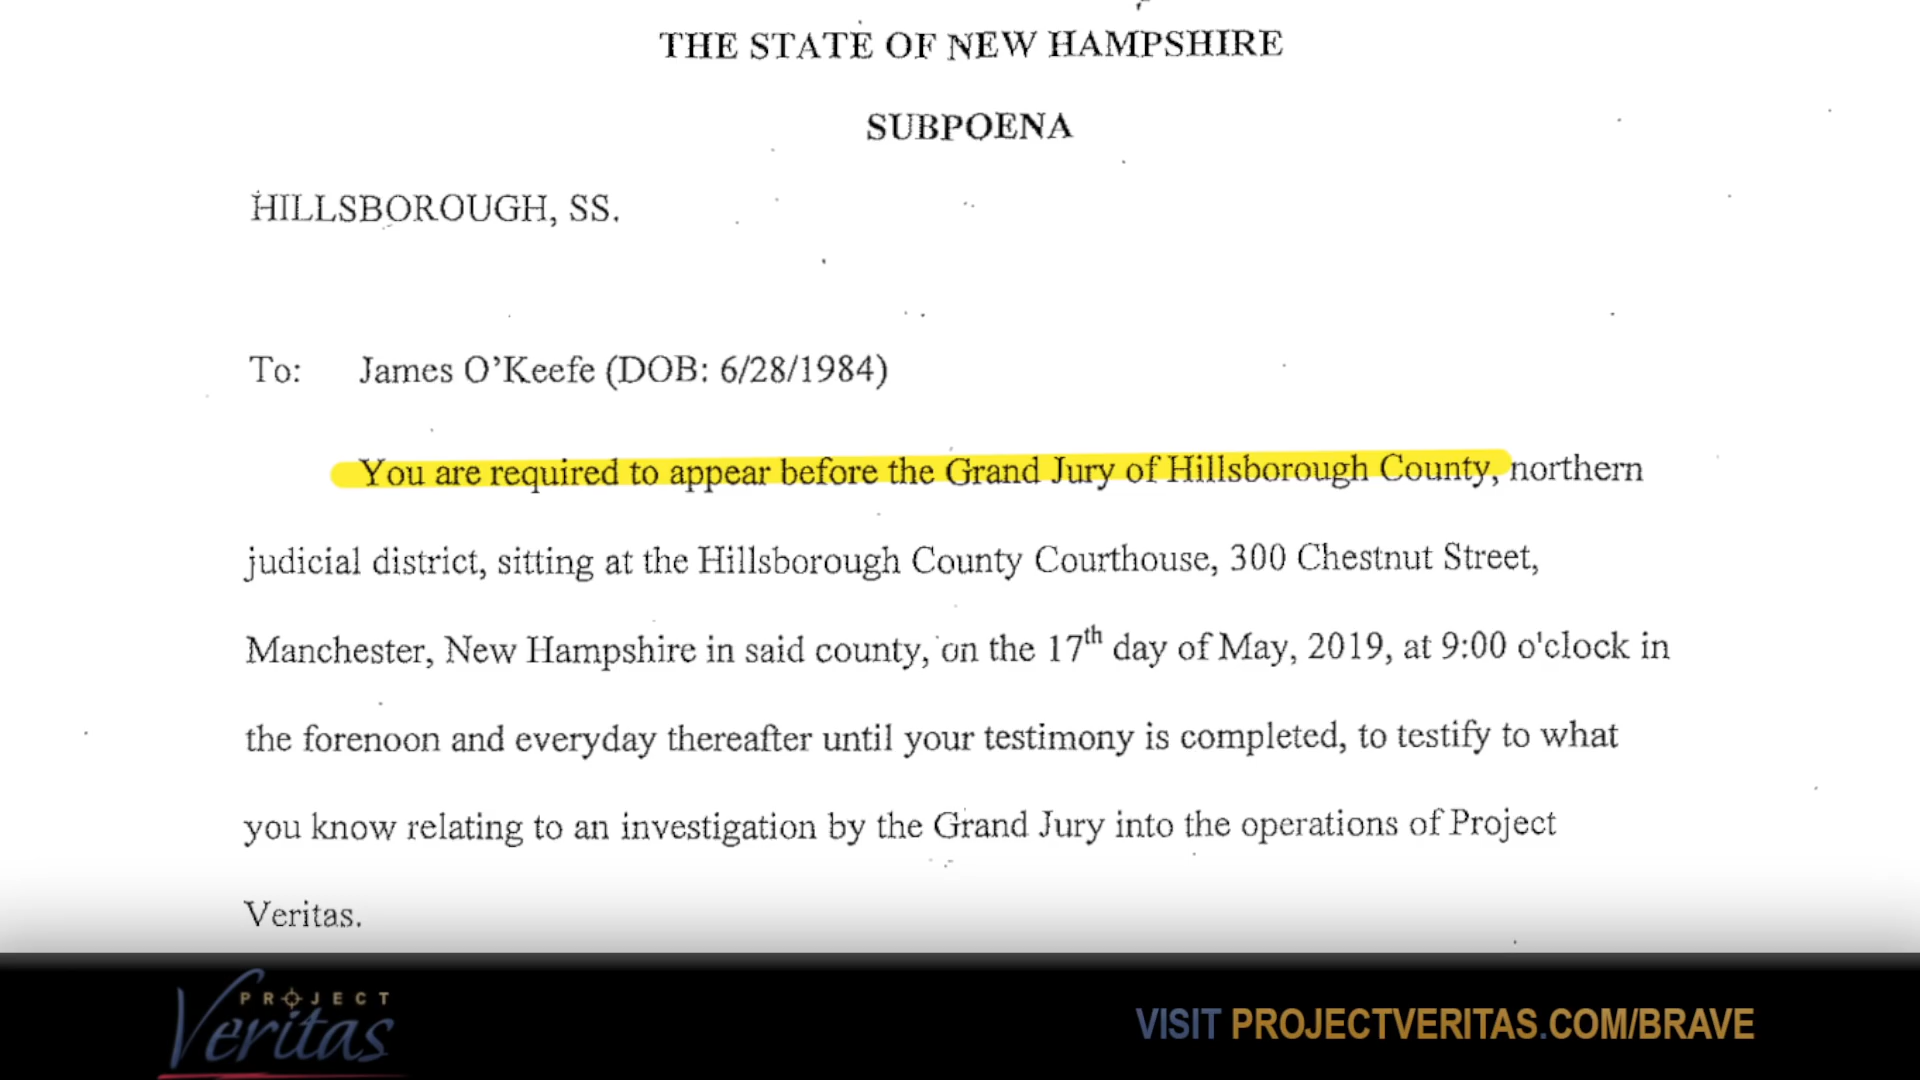 THE STATE OF NEW HAMPSHIRE
SUBPOENA
HILLSBOROUGH, SS.
To: James O’Keefe (DOB: 6/28/1984)
You are required to appear before the Grand Jury of Hillsborough County, northern
judicial district, sitting at the Hillsborough County Courthouse, 300 Chestnut Street,
Manchester, New Hampshire in said county, on the 17th day of May, 2019, at 9:00 o'clock in
the forenoon and everyday thereafter until your testimony is completed, to testify to what
you know relating to an investigation by the Grand Jury into the operations of Project
Veritas.
PROJECT
Veritas
VISIT PROJECTVERITAS.COM/BRAVE